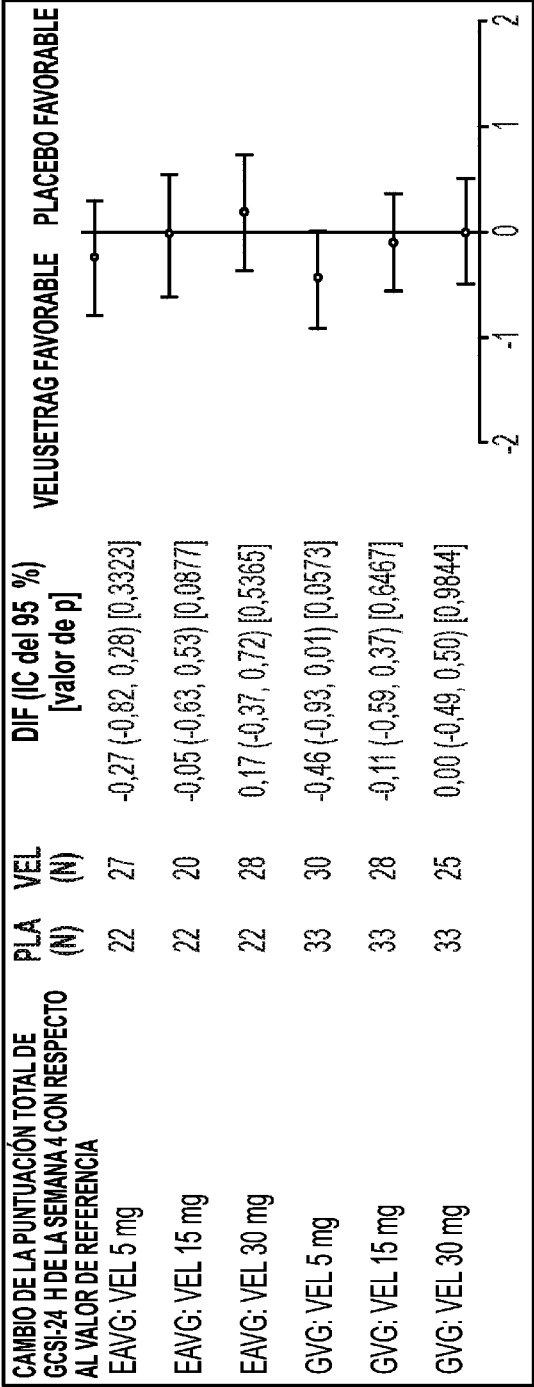 CAMBIO DE LA PUNTUACIÓN TOTAL DE
GCSI-24 H DE LA SEMANA 4 CON RESPECTO
AL VALOR DE REFERENCIA
PLA (N) VEL (N) DIF (IC del 95 %) [valor de p]
VELUSETRAG FAVORABLE PLACEBO FAVORABLE
EAVG: VEL 5 mg 22 27 -0,27 (-0,82, 0,28) [0,3323]
EAVG: VEL 15 mg 22 20 -0,05 (-0,63, 0,53) [0,0877]
EAVG: VEL 30 mg 22 28 0,17 (-0,37, 0,72) [0,5365]
GVG: VEL 5 mg 33 30 -0,46 (-0,93, 0,01) [0,0573]
GVG: VEL 15 mg 33 28 -0,11 (-0,59, 0,37) [0,6467]
GVG: VEL 30 mg 33 25 0,00 (-0,49, 0,50) [0,9844]
-2 -1 0 1 2